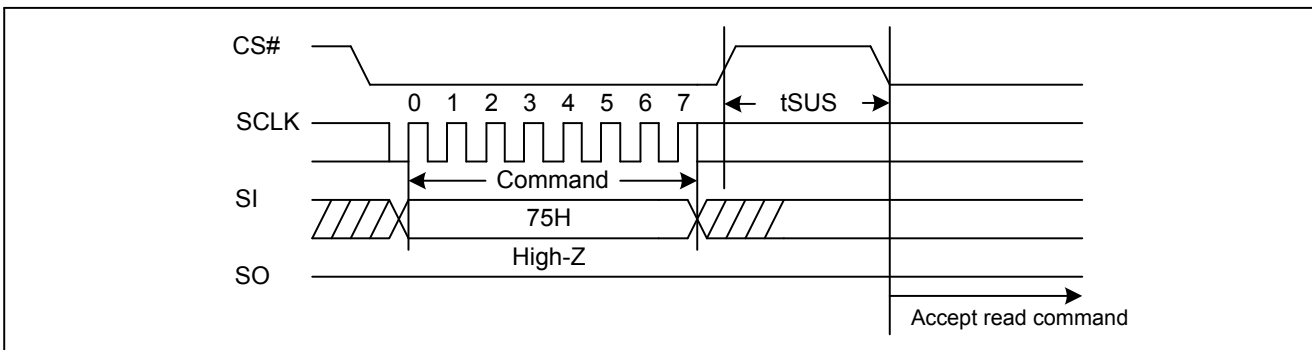 CS#
tSUS
0 1 2 3 4 5 6 7
SCLK
Command
SI
75H
High-Z
SO
Accept read command